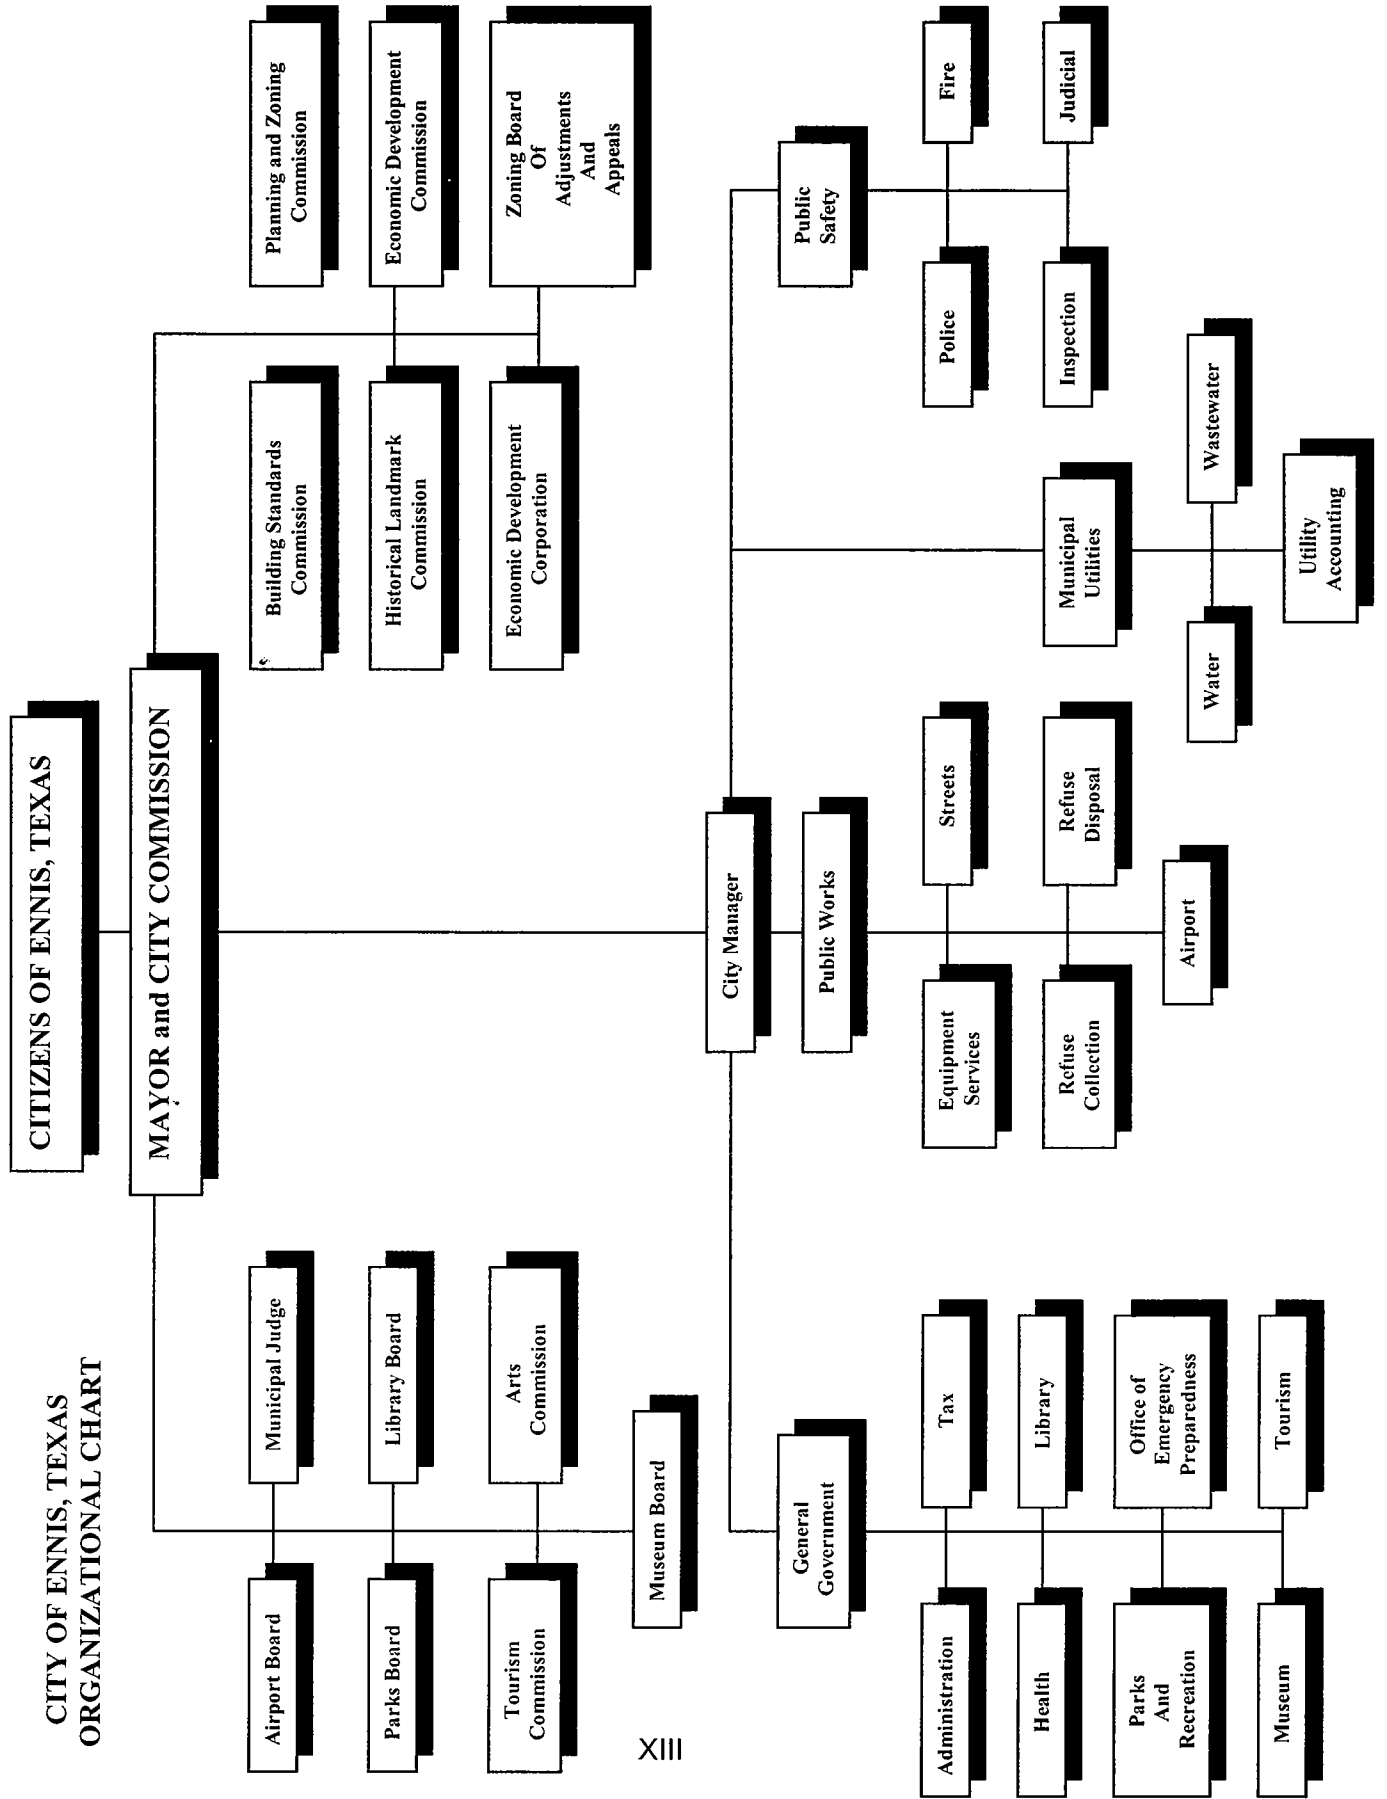 CITY OF ENNIS, TEXAS
ORGANIZATIONAL CHART
CITIZENS OF ENNIS, TEXAS
MAYOR and CITY COMMISSION
Airport Board
Municipal Judge
Parks Board
Library Board
Tourism
Commission
Arts
Commission
Museum Board
Building Standards
Commission
Planning and Zoning
Commission
Historical Landmark
Commission
Economic Development
Commission
Economic Development
Corporation
Zoning Board
Of
Adjustments
And
Appeals
City Manager
General
Government
Administration
Tax
Health
Library
Parks
And
Recreation
Office of
Emergency
Preparedness
Museum
Tourism
Public Works
Equipment
Services
Streets
Refuse
Collection
Refuse
Disposal
Airport
Municipal
Utilities
Water
Wastewater
Utility
Accounting
Public
Safety
Police
Fire
Inspection
Judicial
XIII